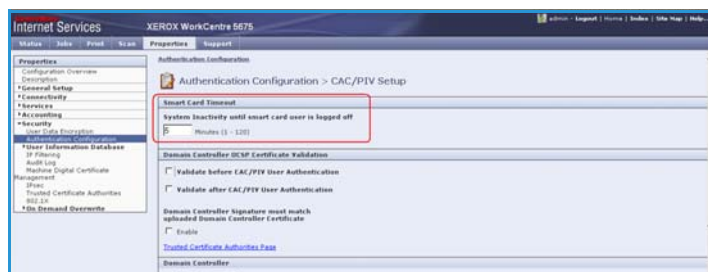 Internet Services
XEROX WorkCentre 5675
admin - Logout | Home | Index | Site Map | Help
Status Jobs Print Scan Properties Support
Properties
Configuration Overview
Description
General Setup
Connectivity
Services
Accounting
Security
User Data Encryption
Authentication Configuration
User Information Database
IP Filtering
Audit Log
Machine Digital Certificate
Management
IPsec
Trusted Certificate Authorities
802.1X
On Demand Overwrite
Authentication Configuration
Authentication Configuration > CAC/PIV Setup
Smart Card Timeout
System Inactivity until smart card user is logged off
5 Minutes (1 - 120)
Domain Controller OCSP Certificate Validation
Validate before CAC/PIV User Authentication
Validate after CAC/PIV User Authentication
Domain Controller Signature must match
uploaded Domain Controller Certificate
Enable
Trusted Certificate Authorities Page
Domain Controller